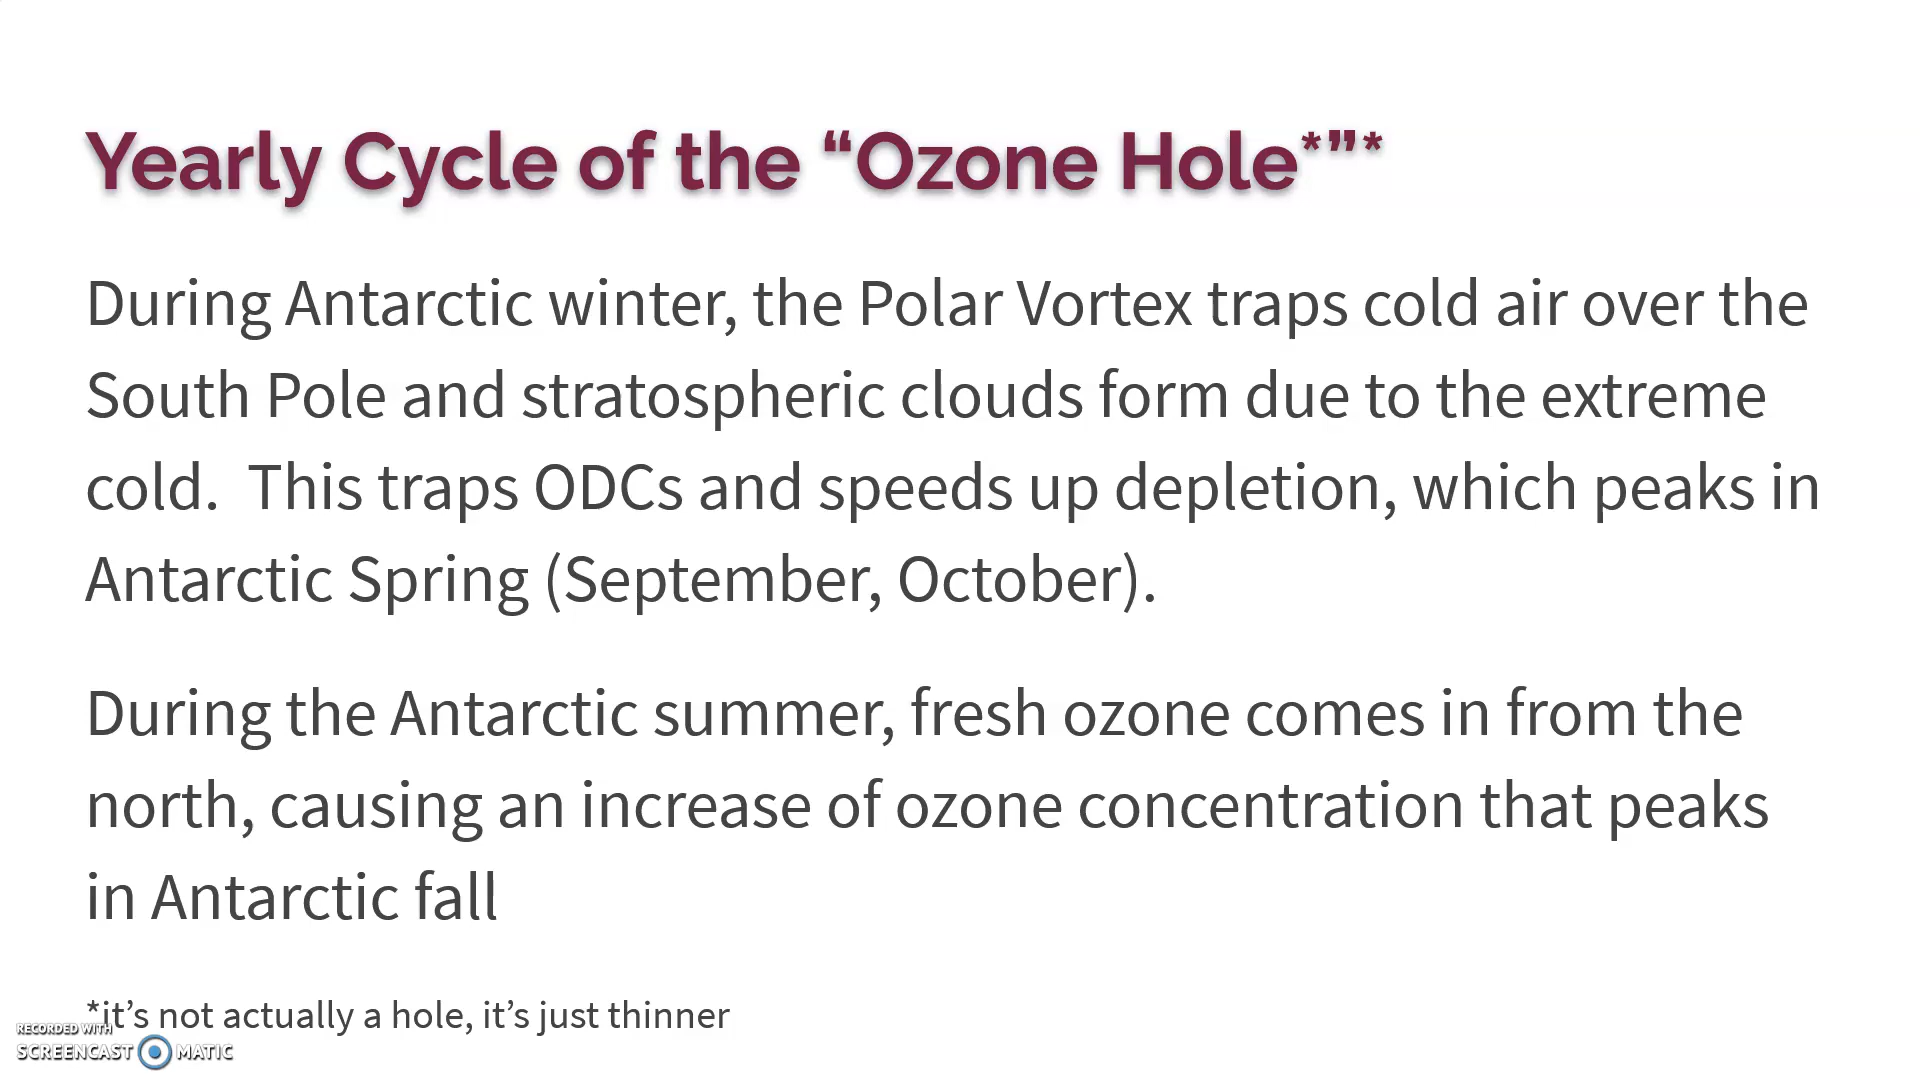 Yearly Cycle of the “Ozone Hole*”*
During Antarctic winter, the Polar Vortex traps cold air over the
South Pole and stratospheric clouds form due to the extreme
cold.  This traps ODCs and speeds up depletion, which peaks in
Antarctic Spring (September, October).
During the Antarctic summer, fresh ozone comes in from the
north, causing an increase of ozone concentration that peaks
in Antarctic fall
*it’s not actually a hole, it’s just thinner
RECORDED WITH
SCREENCAST MATIC